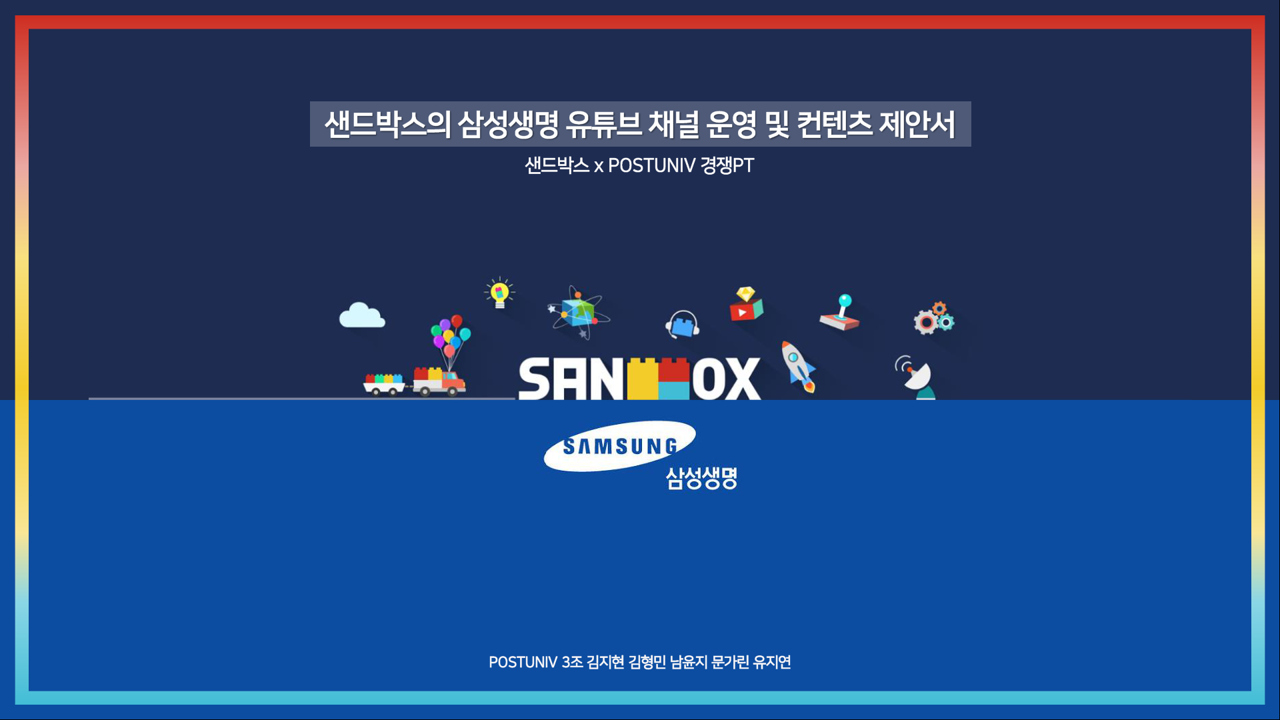 샌드박스의 삼성생명 유튜브 채널 운영 및 컨텐츠 제안서
샌드박스 x POSTUNIV 경쟁PT
SANDBOX
SAMSUNG
삼성생명
POSTUNIV 3조 김지현 김형민 남윤지 문가린 유지연